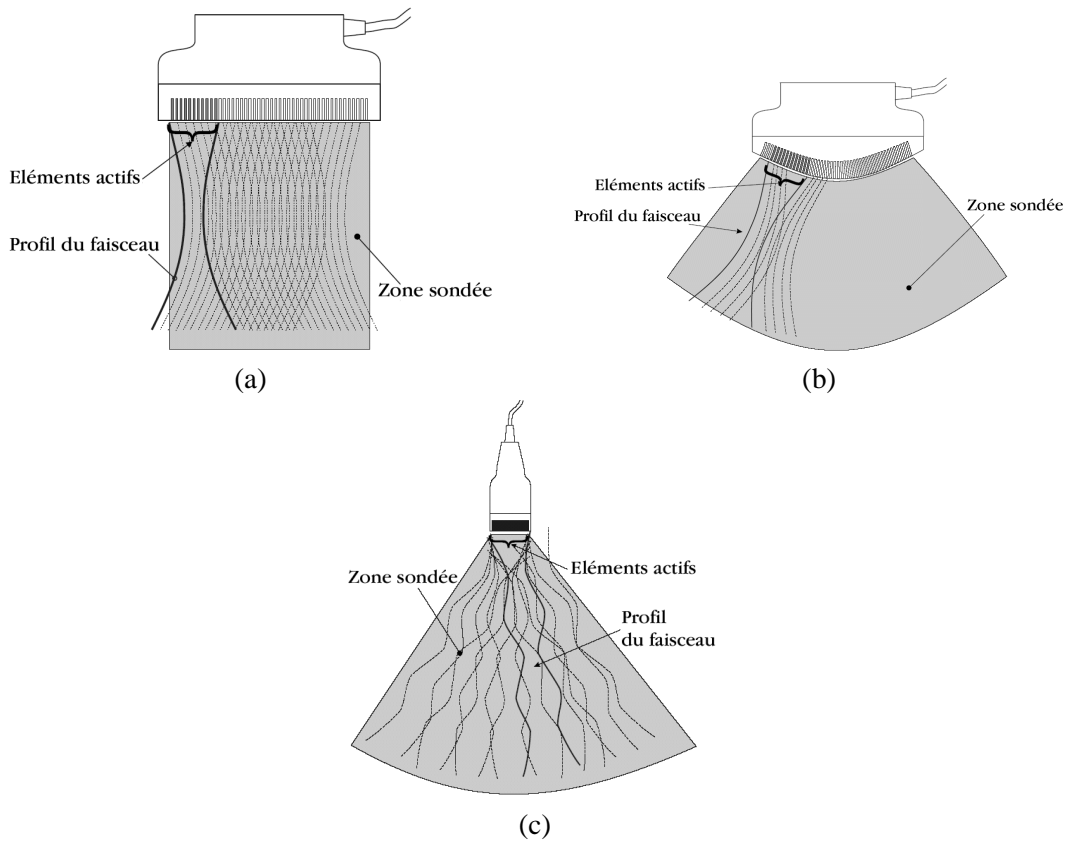 Eléments actifs
Profil du faisceau
Zone sondée
(a)
Eléments actifs
Profil du faisceau
Zone sondée
(b)
Zone sondée
Eléments actifs
Profil
du faisceau
(c)